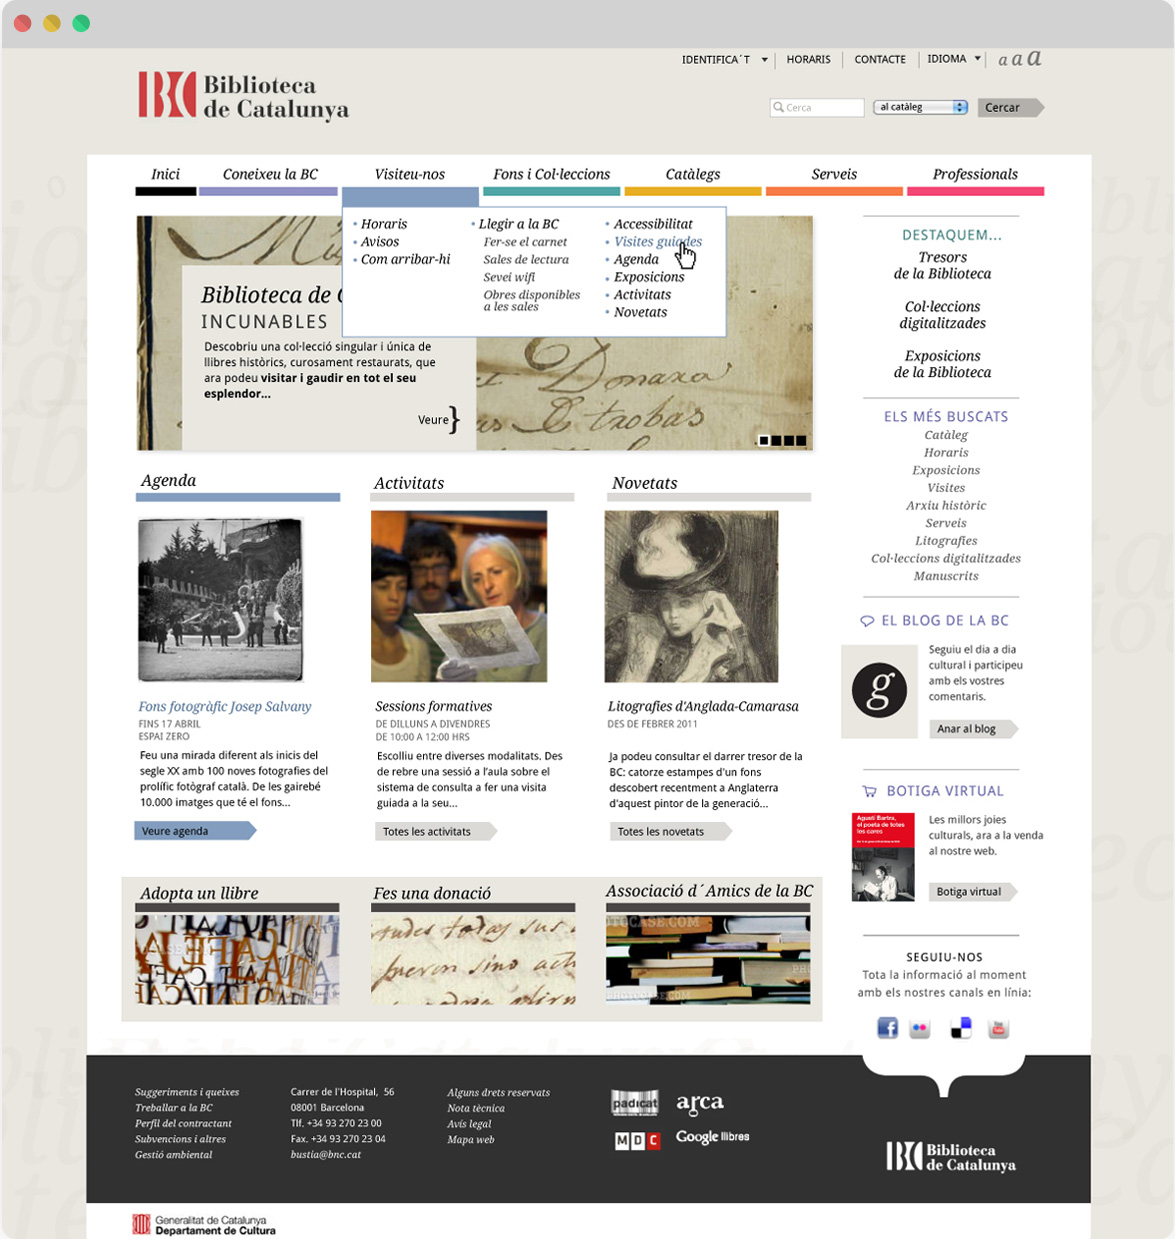 IDENTIFICA´T
HORARIS
CONTACTE
IDIOMA
a a a
Biblioteca
de Catalunya
Cerca
al catàleg
Cercar
Inici
Coneixeu la BC
Visiteu-nos
Fons i Col·leccions
Catàlegs
Serveis
Professionals
Horaris
Avisos
Com arribar-hi
Llegir a la BC
Fer-se el carnet
Sales de lectura
Sevei wifi
Obres disponibles
a les sales
Accessibilitat
Visites guiades
Agenda
Exposicions
Activitats
Novetats
Biblioteca de
INCUNABLES
Descobriu una col·lecció singular i única de
llibres històrics, curosament restaurats, que
ara podeu visitar i gaudir en tot el seu
esplendor...
Veure}
DESTAQUEM...
Tresors
de la Biblioteca
Col·leccions
digitalitzades
Exposicions
de la Biblioteca
ELS MÉS BUSCATS
Catàleg
Horaris
Exposicions
Visites
Arxiu històric
Serveis
Litografies
Col·leccions digitalitzades
Manuscrits
Agenda
Fons fotogràfic Josep Salvany
FINS 17 ABRIL
ESPAI ZERO
Feu una mirada diferent als inicis del
segle XX amb 100 noves fotografies del
prolífic fotògraf català. De les gairebé
10.000 imatges que té el fons...
Veure agenda
Activitats
Sessions formatives
DE DILLUNS A DIVENDRES
DE 10:00 A 12:00 HRS
Escolliu entre diverses modalitats. Des
de rebre una sessió a l'aula sobre el
sistema de consulta a fer una visita
guiada a la seu...
Totes les activitats
Novetats
Litografies d'Anglada-Camarasa
DES DE FEBRER 2011
Ja podeu consultar el darrer tresor de la
BC: catorze estampes d'un fons
descobert recentment a Anglaterra
d'aquest pintor de la generació...
Totes les novetats
EL BLOG DE LA BC
g
Seguiu el dia a dia
cultural i participeu
amb els vostres
comentaris.
Anar al blog
BOTIGA VIRTUAL
Agustí Bartra,
el poeta de totes
les cares
Les millors joies
culturals, ara a la venda
al nostre web.
Botiga virtual
Adopta un llibre
Fes una donació
Associació d´Amics de la BC
SEGUIU-NOS
Tota la informació al moment
amb els nostres canals en línia:
Suggeriments i queixes
Treballar a la BC
Perfil del contractant
Subvencions i altres
Gestió ambiental
Carrer de l'Hospital, 56
08001 Barcelona
Tlf. +34 93 270 23 00
Fax. +34 93 270 23 04
bustia@bnc.cat
Alguns drets reservats
Nota tècnica
Avís legal
Mapa web
padicat
arca
MDC
Google llibres
Biblioteca
de Catalunya
Generalitat de Catalunya
Departament de Cultura